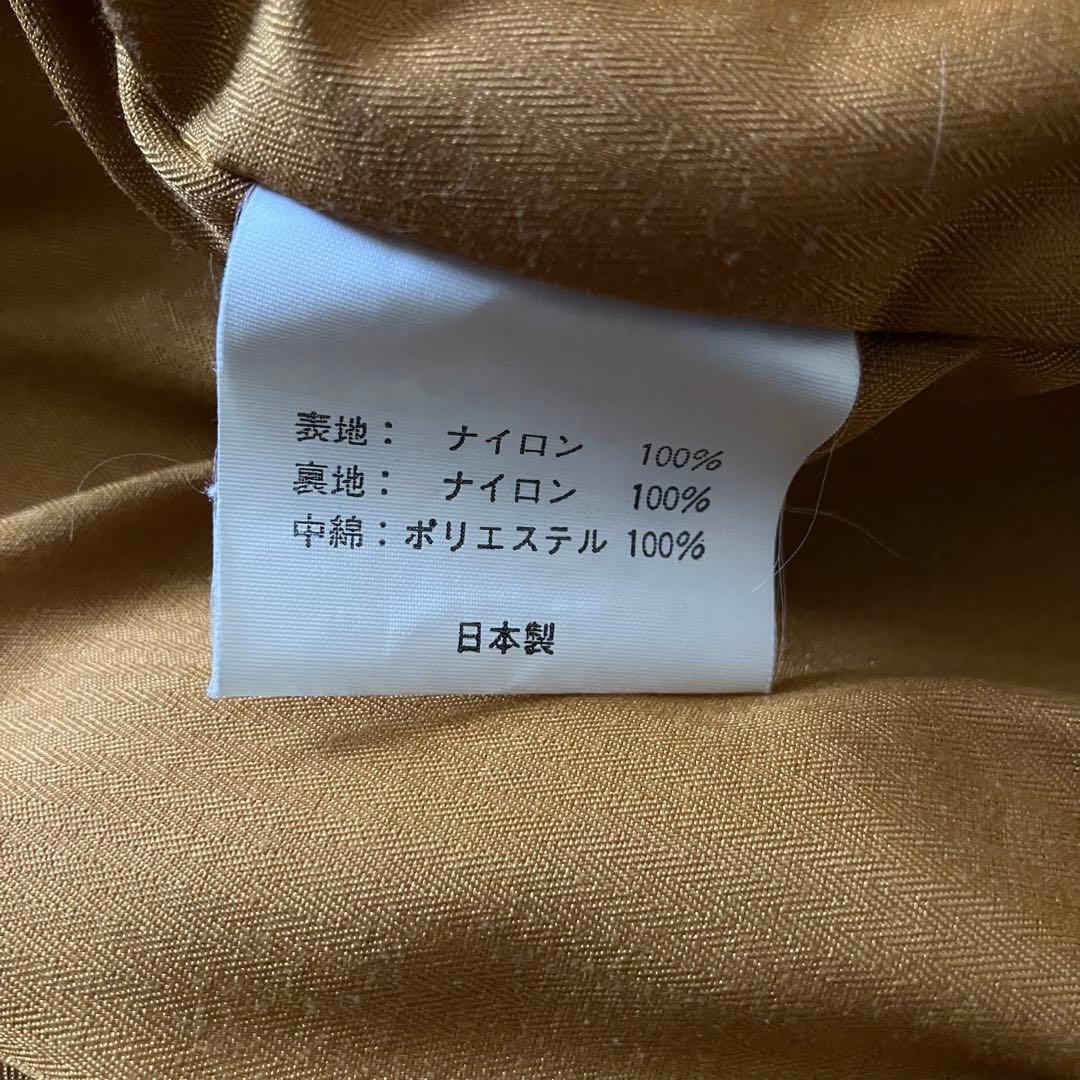 表地： ナイロン 100%
裏地： ナイロン 100%
中綿：ポリエステル 100%
日本製